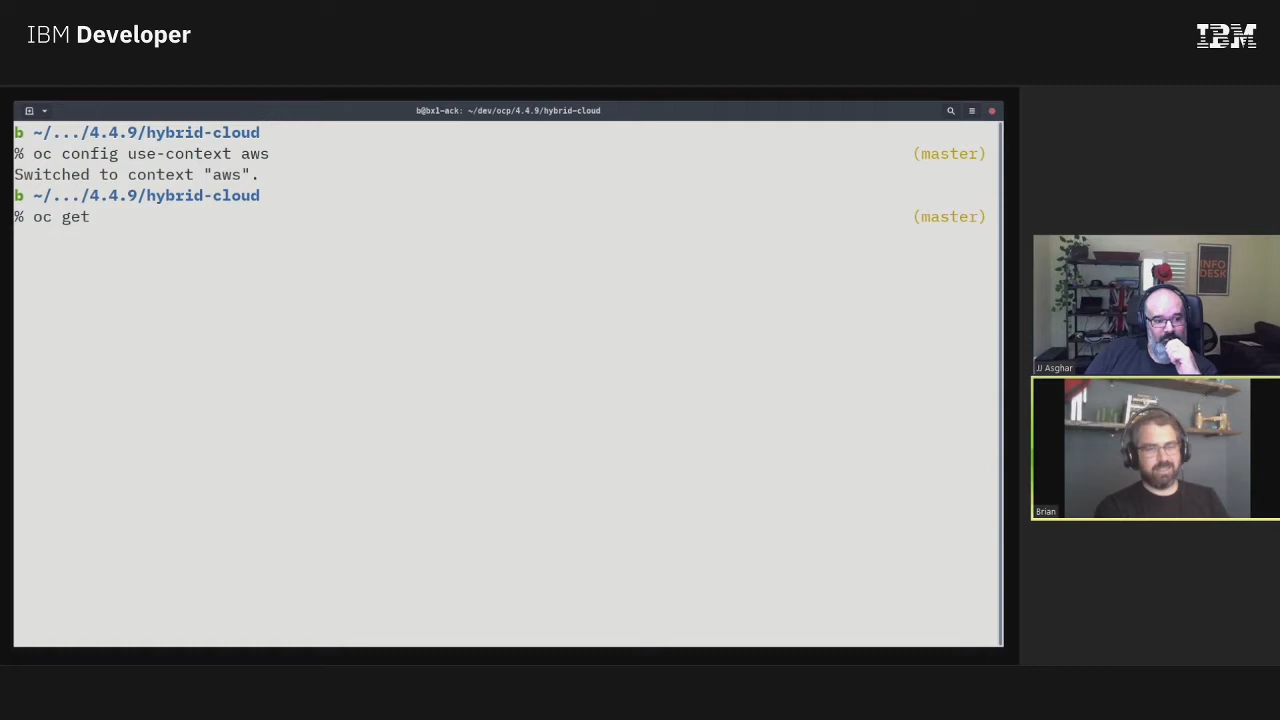 IBM Developer
IBM
b@bx1-ack: ~/dev/ocp/4.4.9/hybrid-cloud
b ~/.../4.4.9/hybrid-cloud
% oc config use-context aws (master)
Switched to context "aws".
b ~/.../4.4.9/hybrid-cloud
% oc get (master)
INFO
DESK
JJ Asghar
Brian